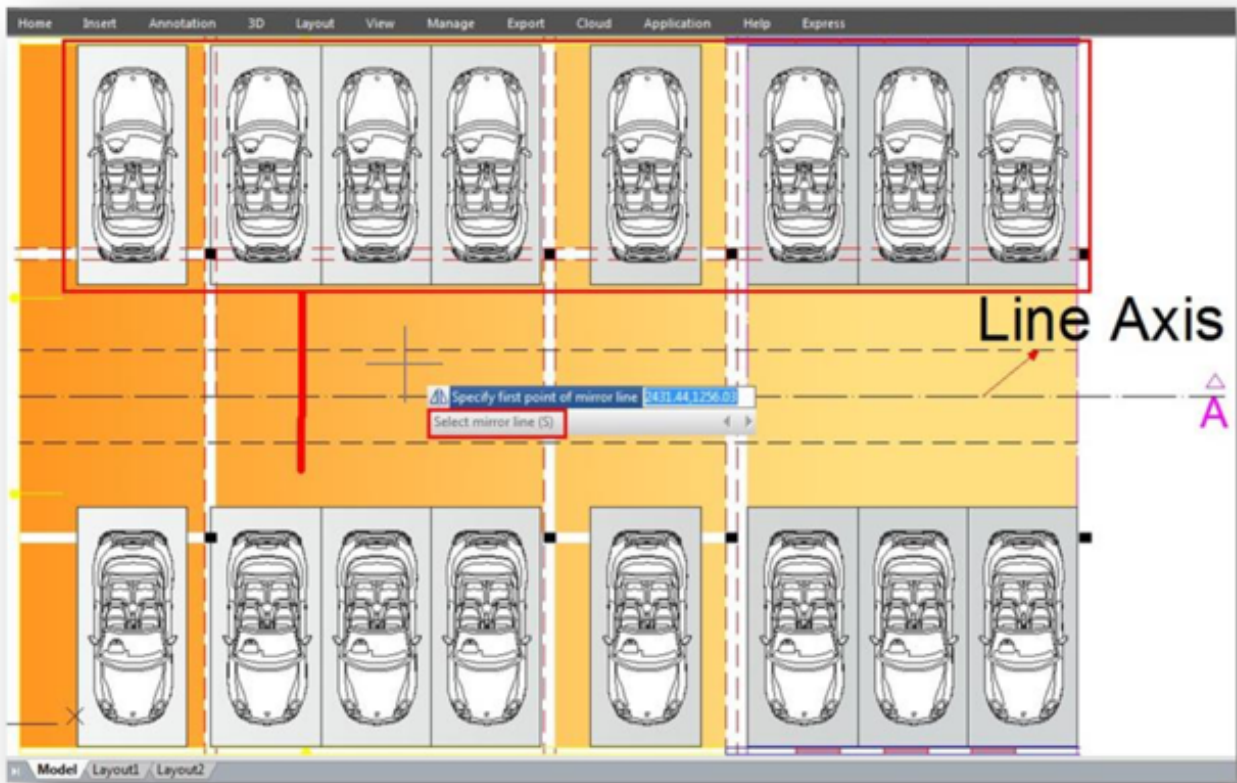 Home Insert Annotation 3D Layout View Manage Export Cloud Application Help Express
Line Axis
Specify first point of mirror line 2431.44,1256.03
Select mirror line (S)
A
Model Layout1 Layout2